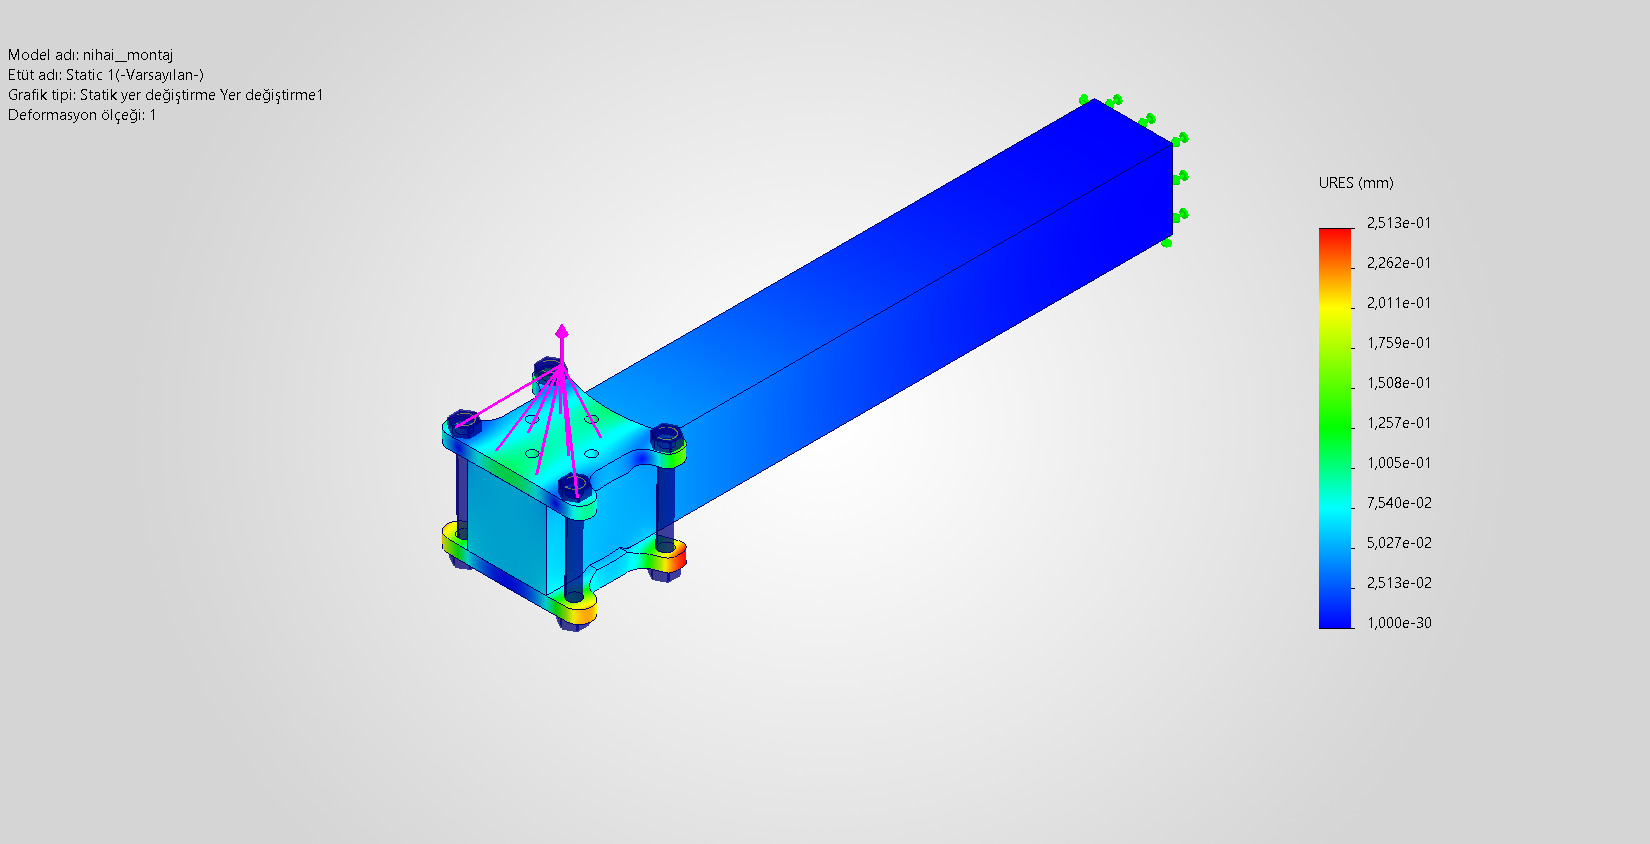 Model adı: nihai__montaj
Etüt adı: Static 1(-Varsayılan-)
Grafik tipi: Statik yer değiştirme Yer değiştirme1
Deformasyon ölçeği: 1
URES (mm)
2,513e-01
2,262e-01
2,011e-01
1,759e-01
1,508e-01
1,257e-01
1,005e-01
7,540e-02
5,027e-02
2,513e-02
1,000e-30